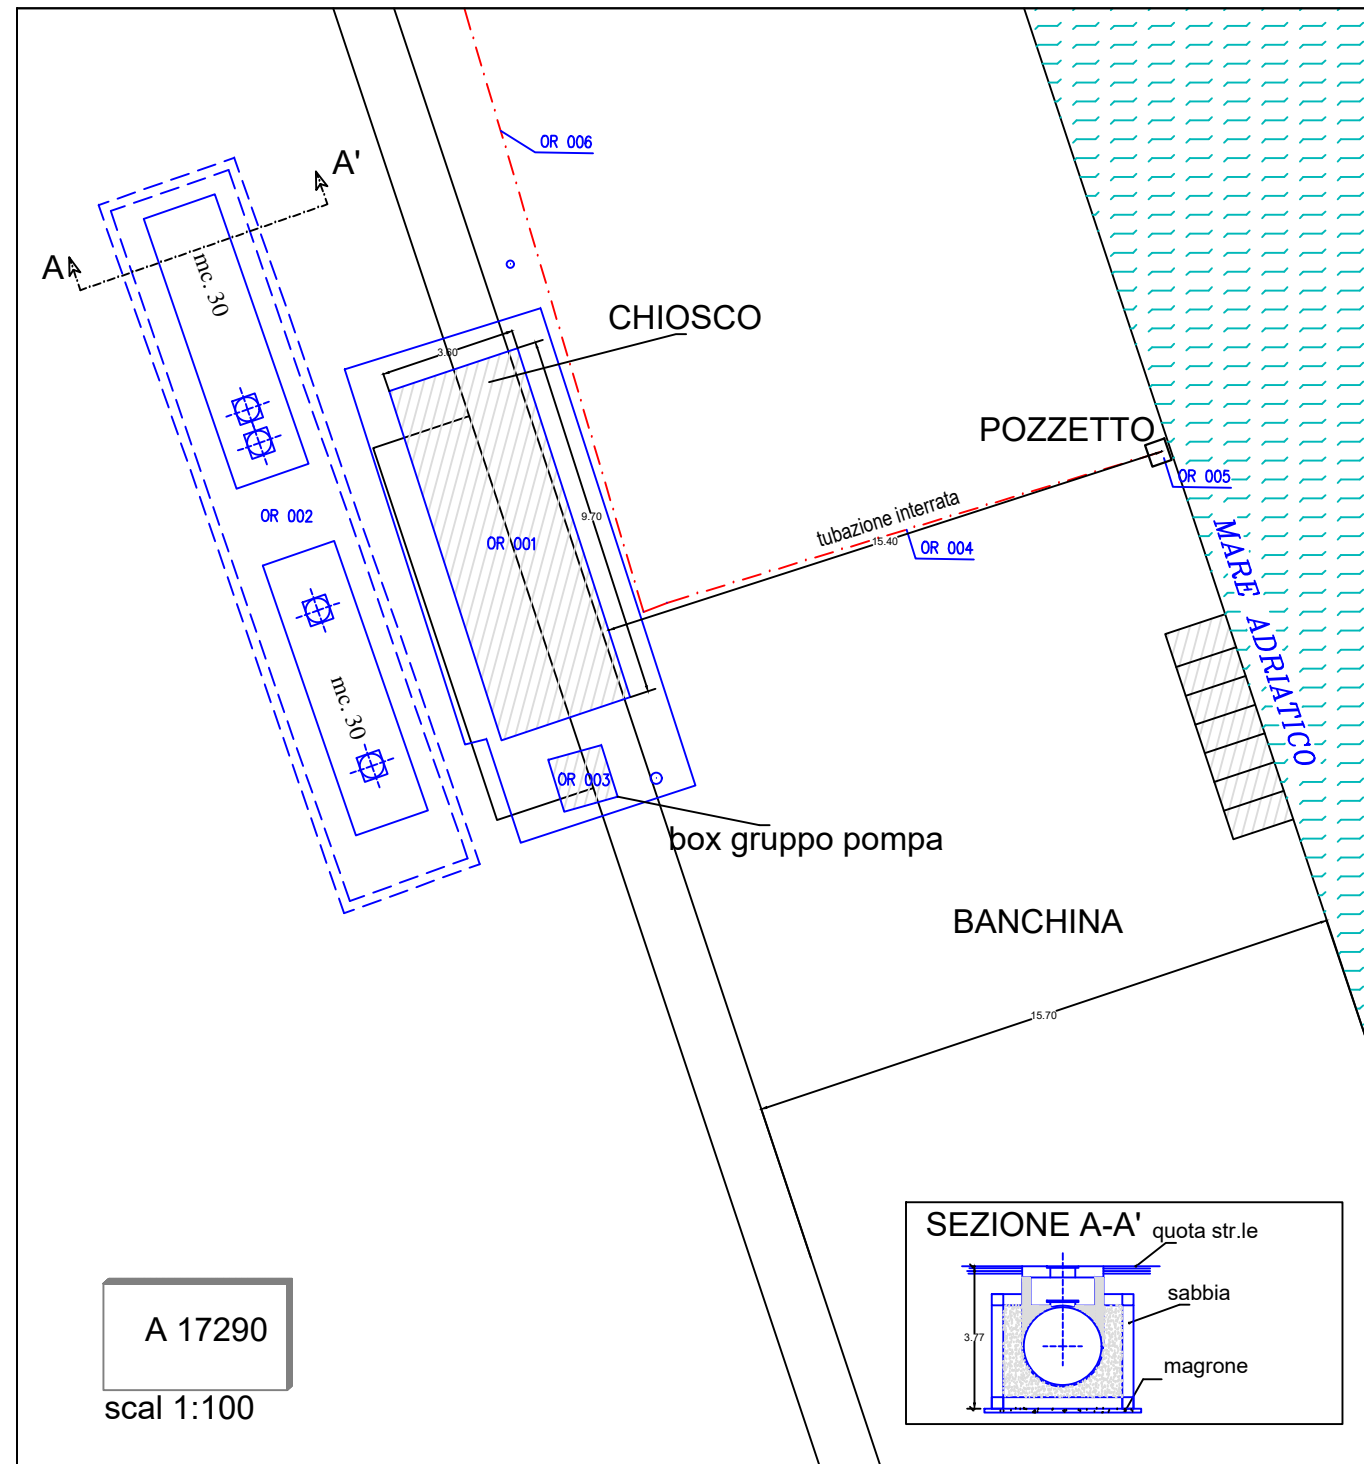 OR 006
A'
A
mc. 30
CHIOSCO
3.60
POZZETTO
OR 005
OR 002
9.70
OR 001
tubazione interrata
15.40
OR 004
MARE ADRIATICO
mc. 30
OR 003
box gruppo pompa
BANCHINA
15.70
SEZIONE A-A'
quota str.le
sabbia
3.77
magrone
A 17290
scal 1:100